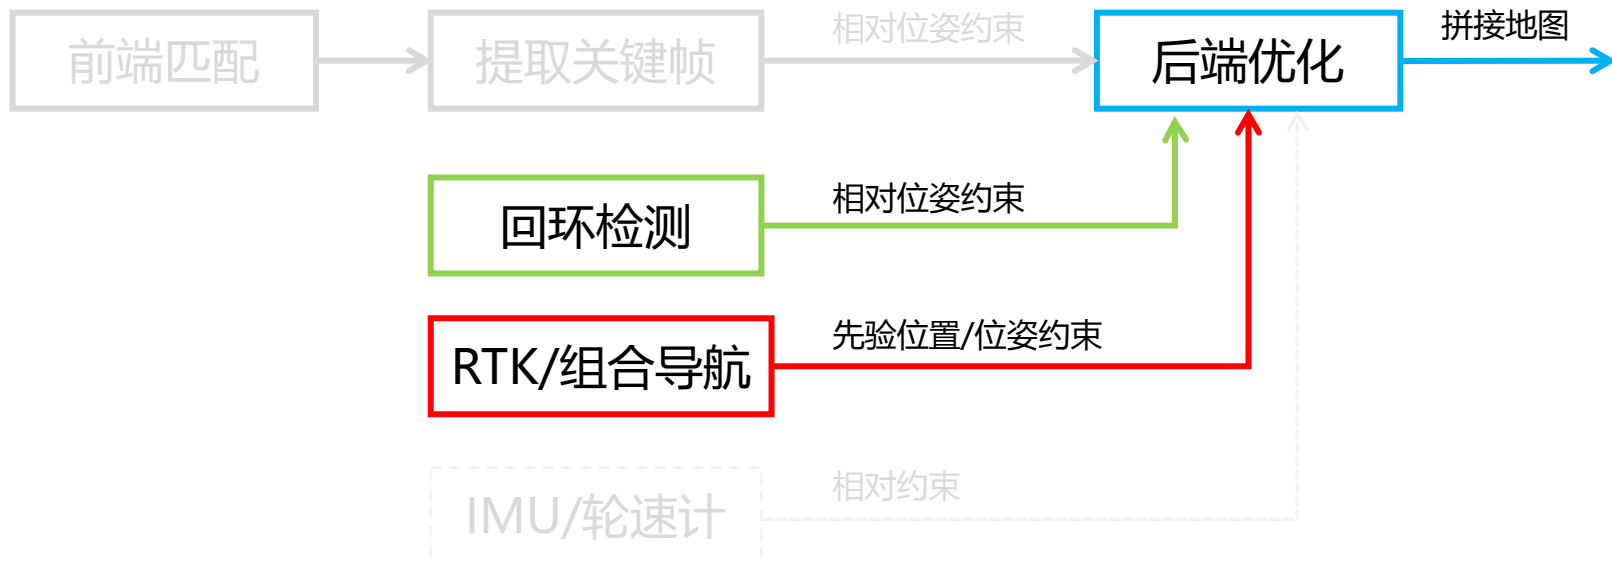 前端匹配
提取关键帧
相对位姿约束
后端优化
拼接地图
回环检测
相对位姿约束
RTK/组合导航
先验位置/位姿约束
IMU/轮速计
相对约束